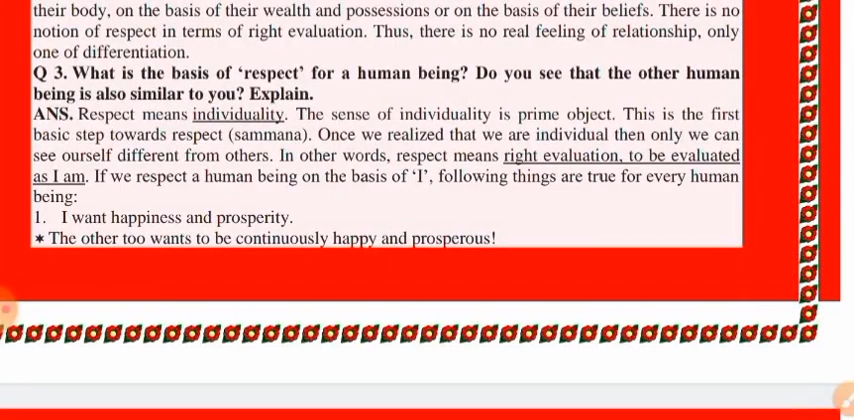 their body, on the basis of their wealth and possessions or on the basis of their beliefs. There is no
notion of respect in terms of right evaluation. Thus, there is no real feeling of relationship, only
one of differentiation.
Q 3. What is the basis of ‘respect’ for a human being? Do you see that the other human
being is also similar to you? Explain.
ANS. Respect means individuality. The sense of individuality is prime object. This is the first
basic step towards respect (sammana). Once we realized that we are individual then only we can
see ourself different from others. In other words, respect means right evaluation, to be evaluated
as I am. If we respect a human being on the basis of ‘I’, following things are true for every human
being:
1. I want happiness and prosperity.
✶ The other too wants to be continuously happy and prosperous!